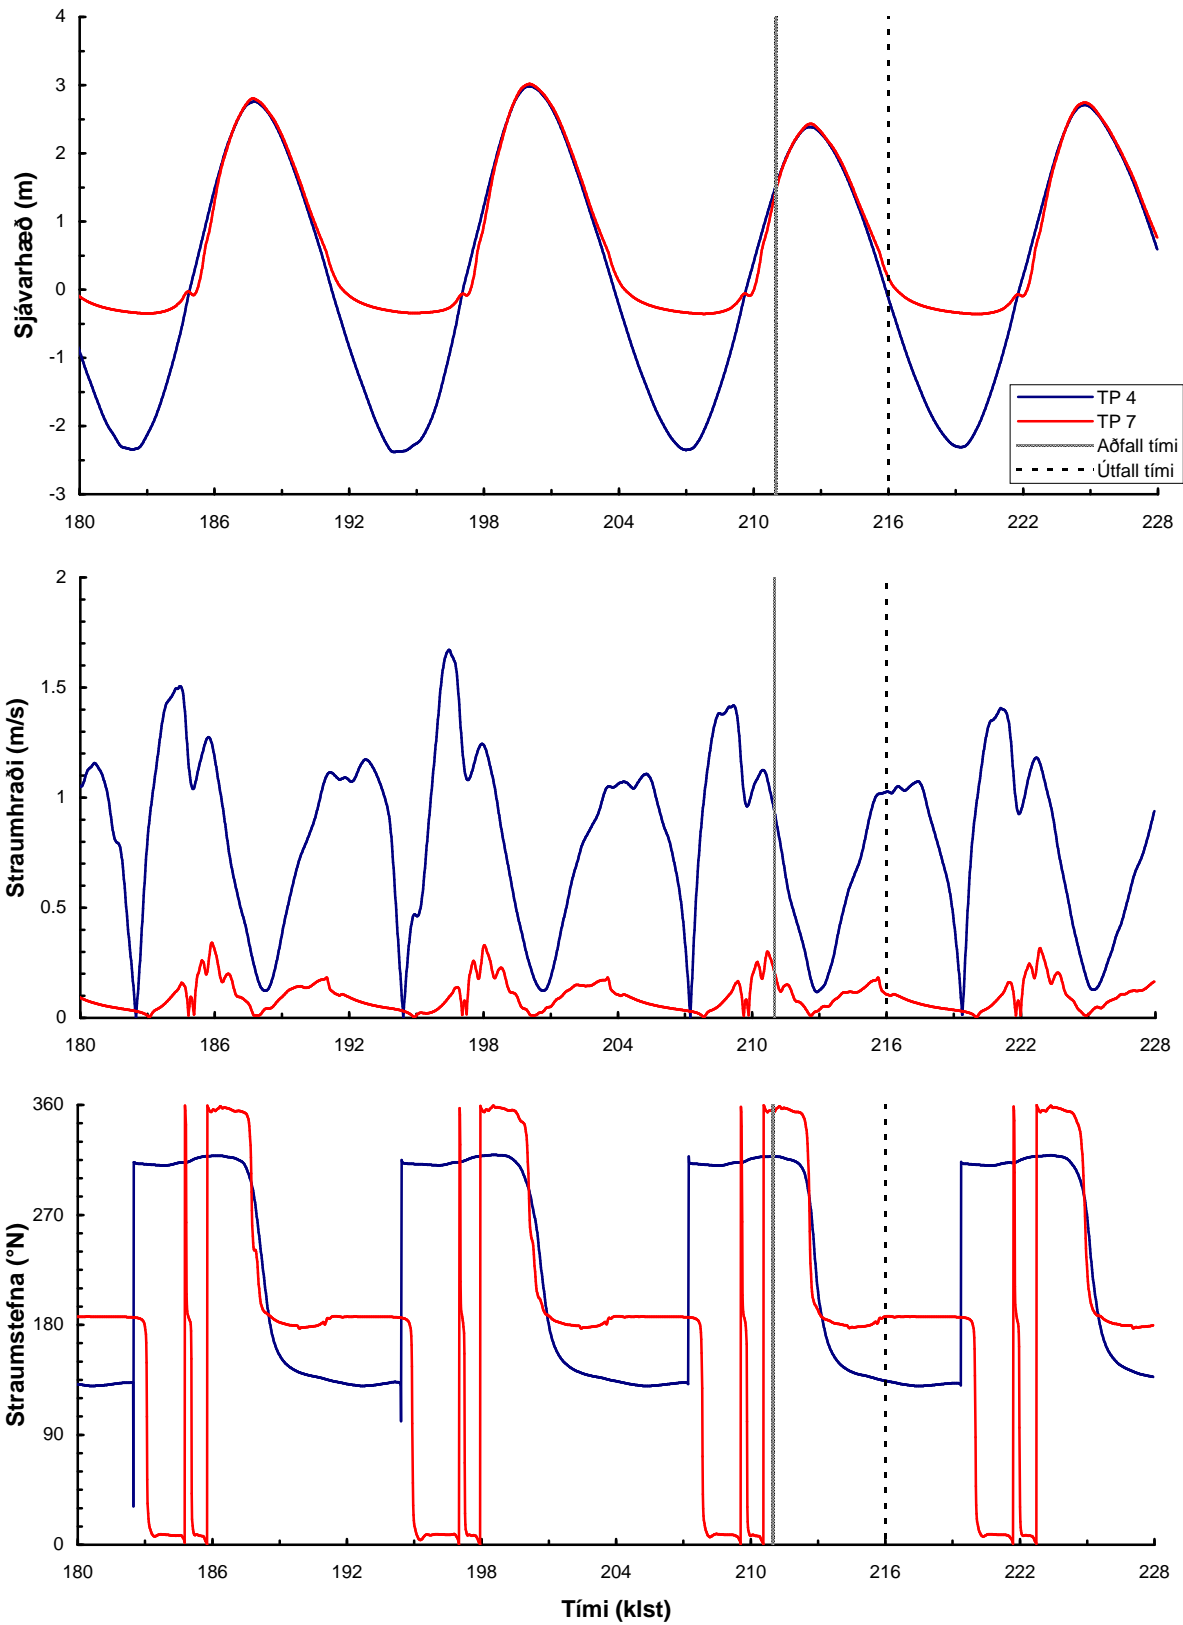 Sjávarhæð (m)
4
3
2
1
0
-1
-2
-3
180 186 192 198 204 210 216 222 228
TP 4
TP 7
Aðfall tími
Útfall tími
Straumhraði (m/s)
2
1.5
1
0.5
0
180 186 192 198 204 210 216 222 228
Straumstefna (°N)
360
270
180
90
0
180 186 192 198 204 210 216 222 228
Tími (klst)